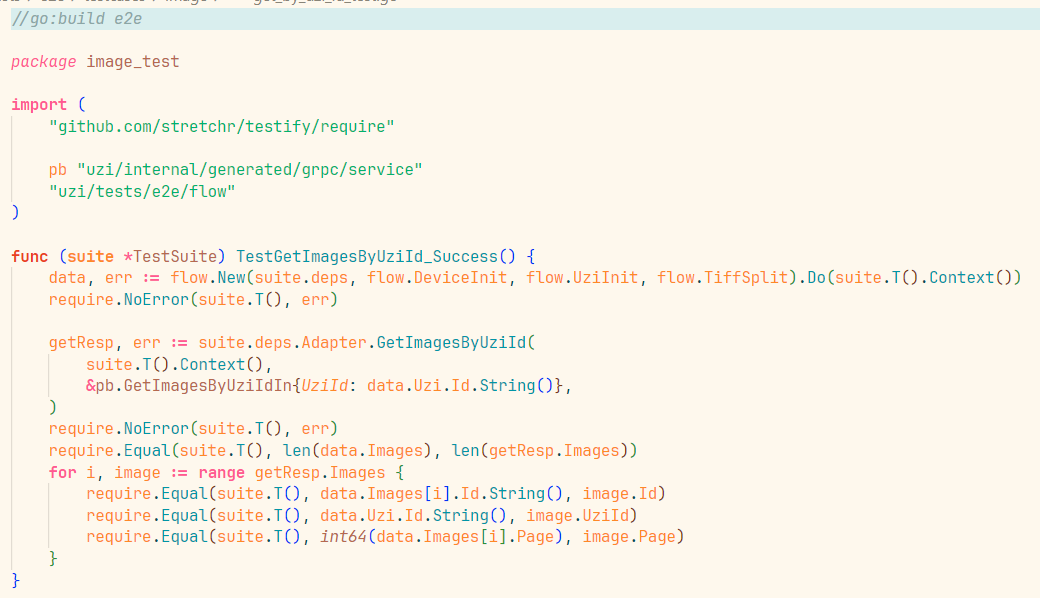 //go:build e2e
package image_test
import (
"github.com/stretchr/testify/require"
pb "uzi/internal/generated/grpc/service"
"uzi/tests/e2e/flow"
)
func (suite *TestSuite) TestGetImagesByUziId_Success() {
data, err := flow.New(suite.deps, flow.DeviceInit, flow.UziInit, flow.TiffSplit).Do(suite.T().Context())
require.NoError(suite.T(), err)
getResp, err := suite.deps.Adapter.GetImagesByUziId(
suite.T().Context(),
&pb.GetImagesByUziIdIn{UziId: data.Uzi.Id.String()},
)
require.NoError(suite.T(), err)
require.Equal(suite.T(), len(data.Images), len(getResp.Images))
for i, image := range getResp.Images {
require.Equal(suite.T(), data.Images[i].Id.String(), image.Id)
require.Equal(suite.T(), data.Uzi.Id.String(), image.UziId)
require.Equal(suite.T(), int64(data.Images[i].Page), image.Page)
}
}